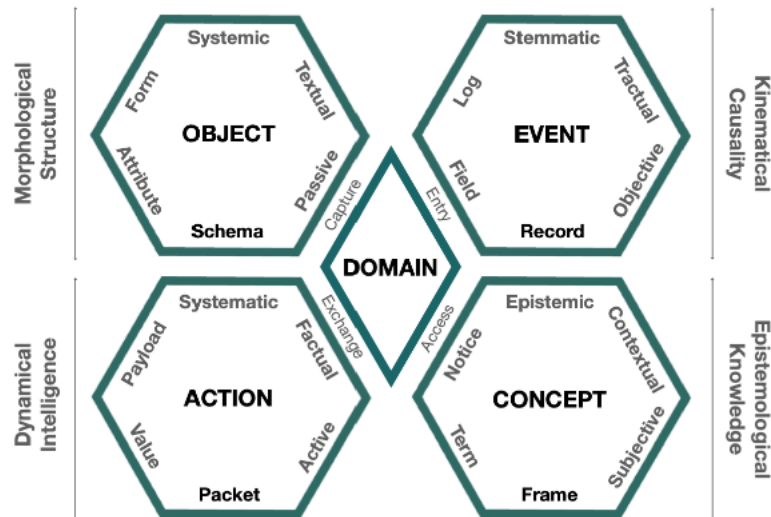 Morphological
Structure
Systemic
Form
Textual
OBJECT
Attribute
Passive
Schema
Capture
Stemmatic
Log
Tractual
EVENT
Field
Objective
Record
Entry
Kinematical
Causality
DOMAIN
Dynamical
Intelligence
Systematic
Payload
Factual
ACTION
Value
Active
Packet
Exchange
Access
Epistemic
Notice
Contextual
CONCEPT
Term
Subjective
Frame
Epistemological
Knowledge